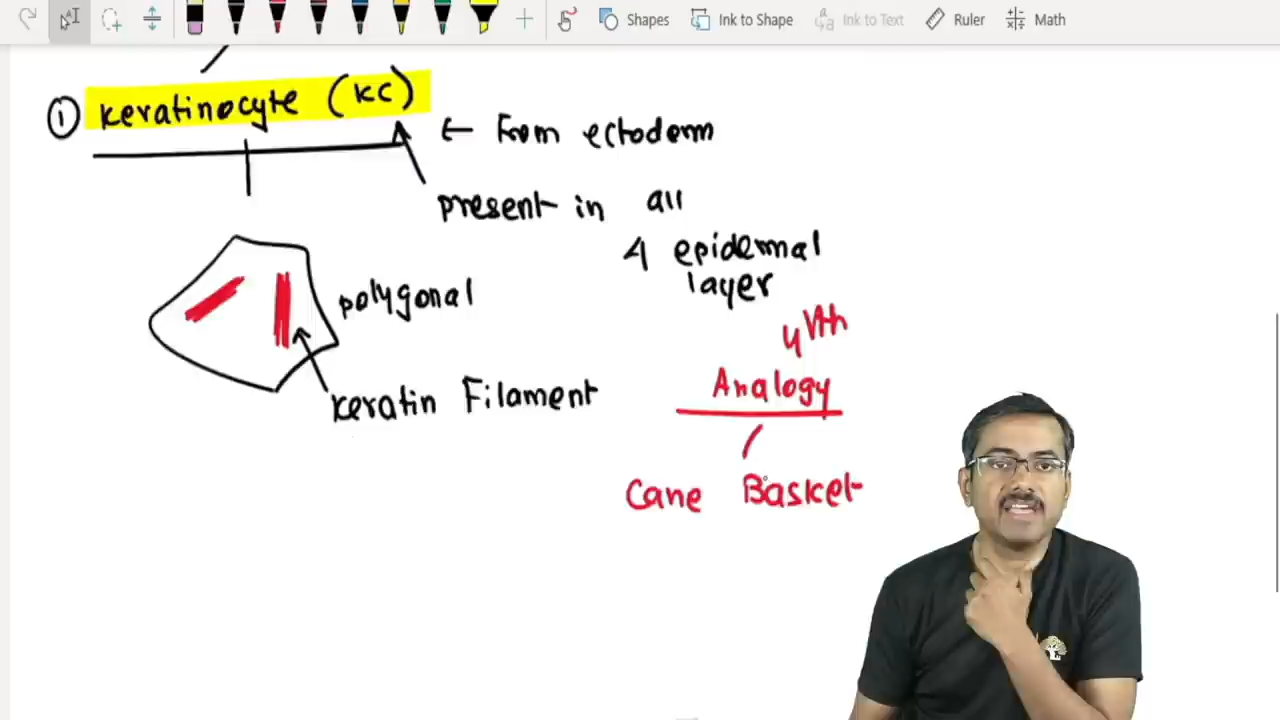 Shapes Ink to Shape Ink to Text Ruler Math
① Keratinocyte (KC)
← From ectoderm
present in all
4 epidermal
layer
polygonal
keratin Filament
Analogy
Cane Basket